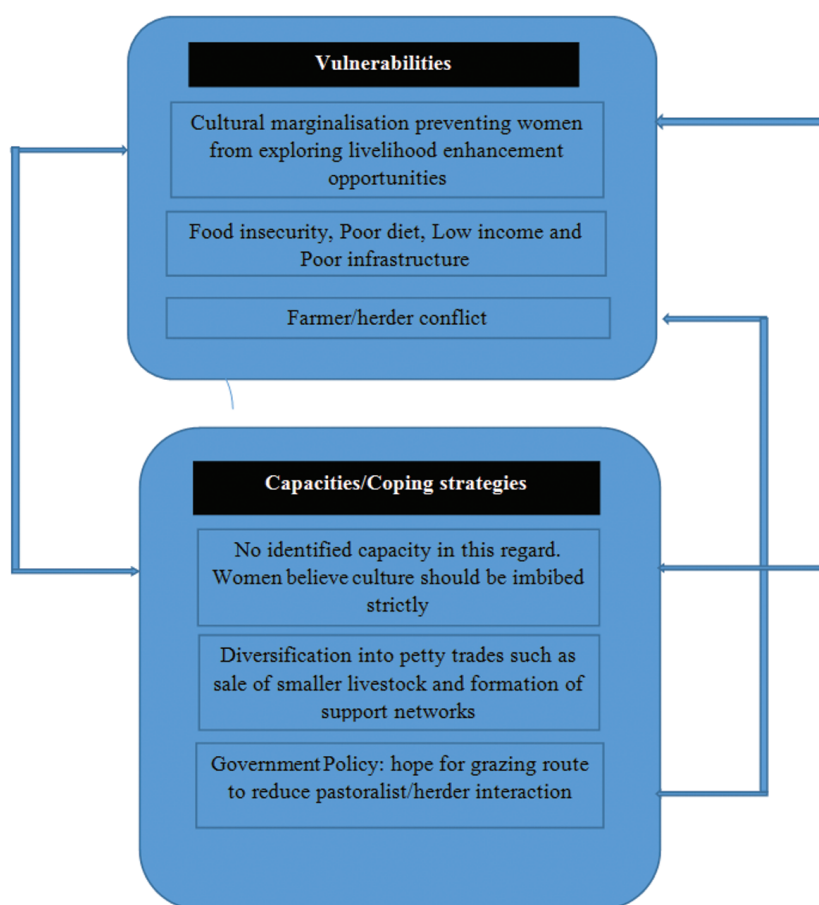 Vulnerabilities
Cultural marginalisation preventing women
from exploring livelihood enhancement
opportunities
Food insecurity, Poor diet, Low income and
Poor infrastructure
Farmer/herder conflict
Capacities/Coping strategies
No identified capacity in this regard.
Women believe culture should be imbibed
strictly
Diversification into petty trades such as
sale of smaller livestock and formation of
support networks
Government Policy: hope for grazing route
to reduce pastoralist/herder interaction